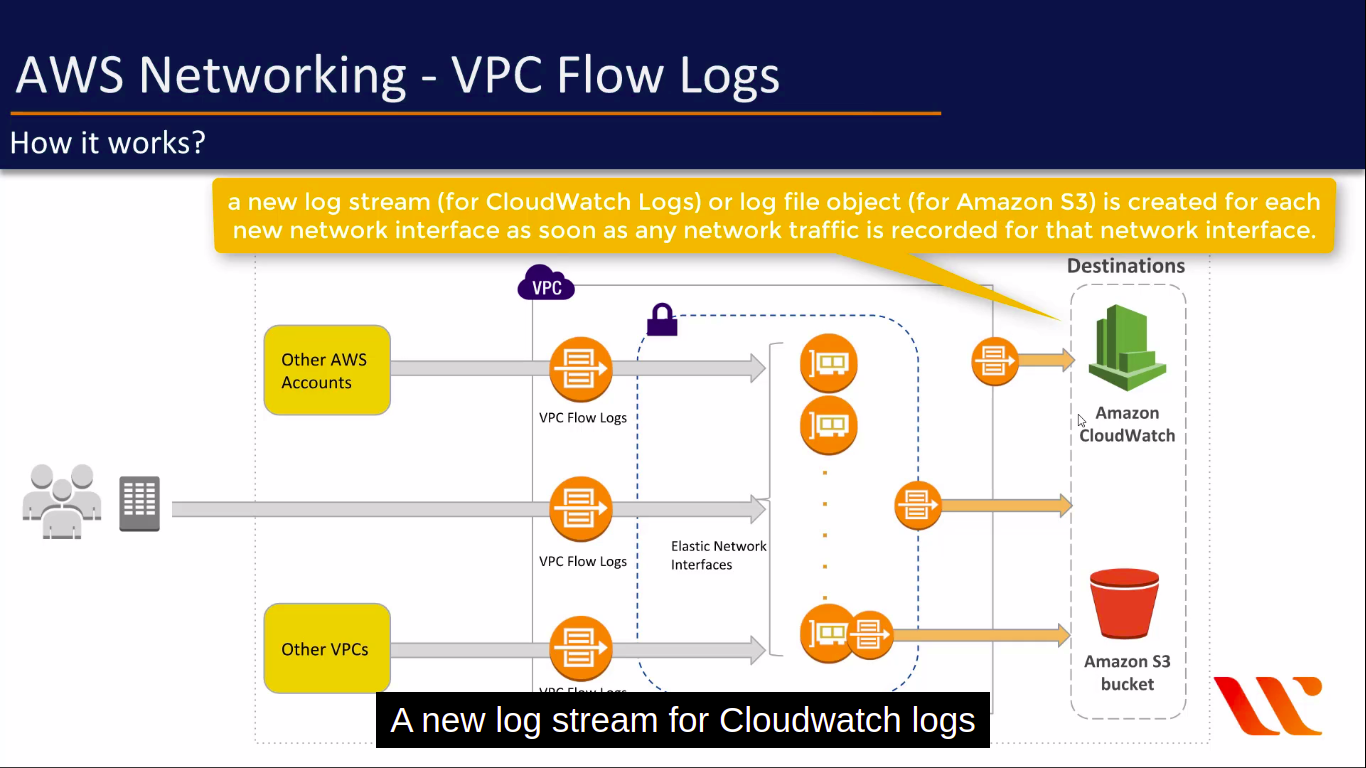 AWS Networking - VPC Flow Logs
How it works?
a new log stream (for CloudWatch Logs) or log file object (for Amazon S3) is created for each
new network interface as soon as any network traffic is recorded for that network interface.
Destinations
VPC
Other AWS
Accounts
VPC Flow Logs
Amazon
CloudWatch
VPC Flow Logs
Elastic Network
Interfaces
Other VPCs
Amazon S3
bucket
VPC Flow Logs
A new log stream for Cloudwatch logs